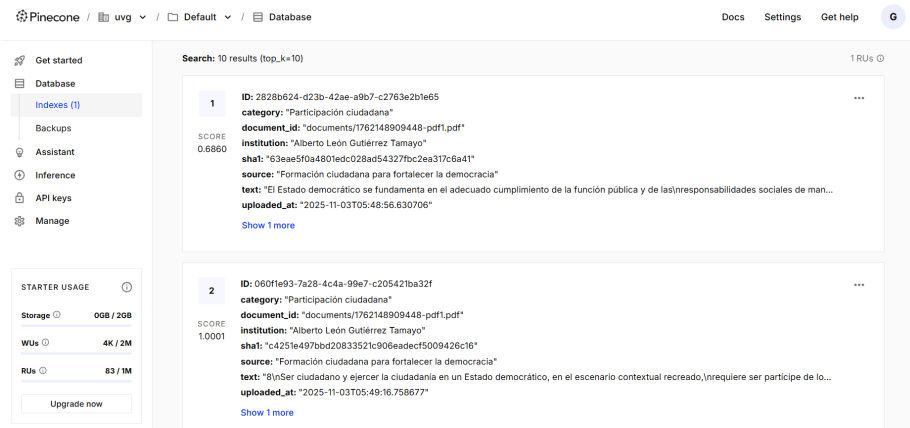 Pinecone / uvg / Default / Database
Docs Settings Get help G
Get started
Database
Indexes (1)
Backups
Assistant
Inference
API keys
Manage
STARTER USAGE
Storage 0GB / 2GB
WUs 4K / 2M
RUs 83 / 1M
Upgrade now
Search: 10 results (top_k=10) 1 RUs
1
SCORE
0.6860
ID: 2828b624-d23b-42ae-a9b7-c2763e2b1e65
category: "Participación ciudadana"
document_id: "documents/1762148909448-pdf1.pdf"
institution: "Alberto León Gutiérrez Tamayo"
sha1: "63eae5f0a4801edc028ad54327fbc2ea317c6a41"
source: "Formación ciudadana para fortalecer la democracia"
text: "El Estado democrático se fundamenta en el adecuado cumplimiento de la función pública y de las\nresponsabilidades sociales de man...
uploaded_at: "2025-11-03T05:48:56.630706"
Show 1 more
2
SCORE
1.0001
ID: 060f1e93-7a28-4c4a-99e7-c205421ba32f
category: "Participación ciudadana"
document_id: "documents/1762148909448-pdf1.pdf"
institution: "Alberto León Gutiérrez Tamayo"
sha1: "c4251e497bbd20833521c906eadecf5009426c16"
source: "Formación ciudadana para fortalecer la democracia"
text: "8\nSer ciudadano y ejercer la ciudadanía en un Estado democrático, en el escenario contextual recreado,\nrequiere ser partícipe de lo...
uploaded_at: "2025-11-03T05:49:16.758677"
Show 1 more